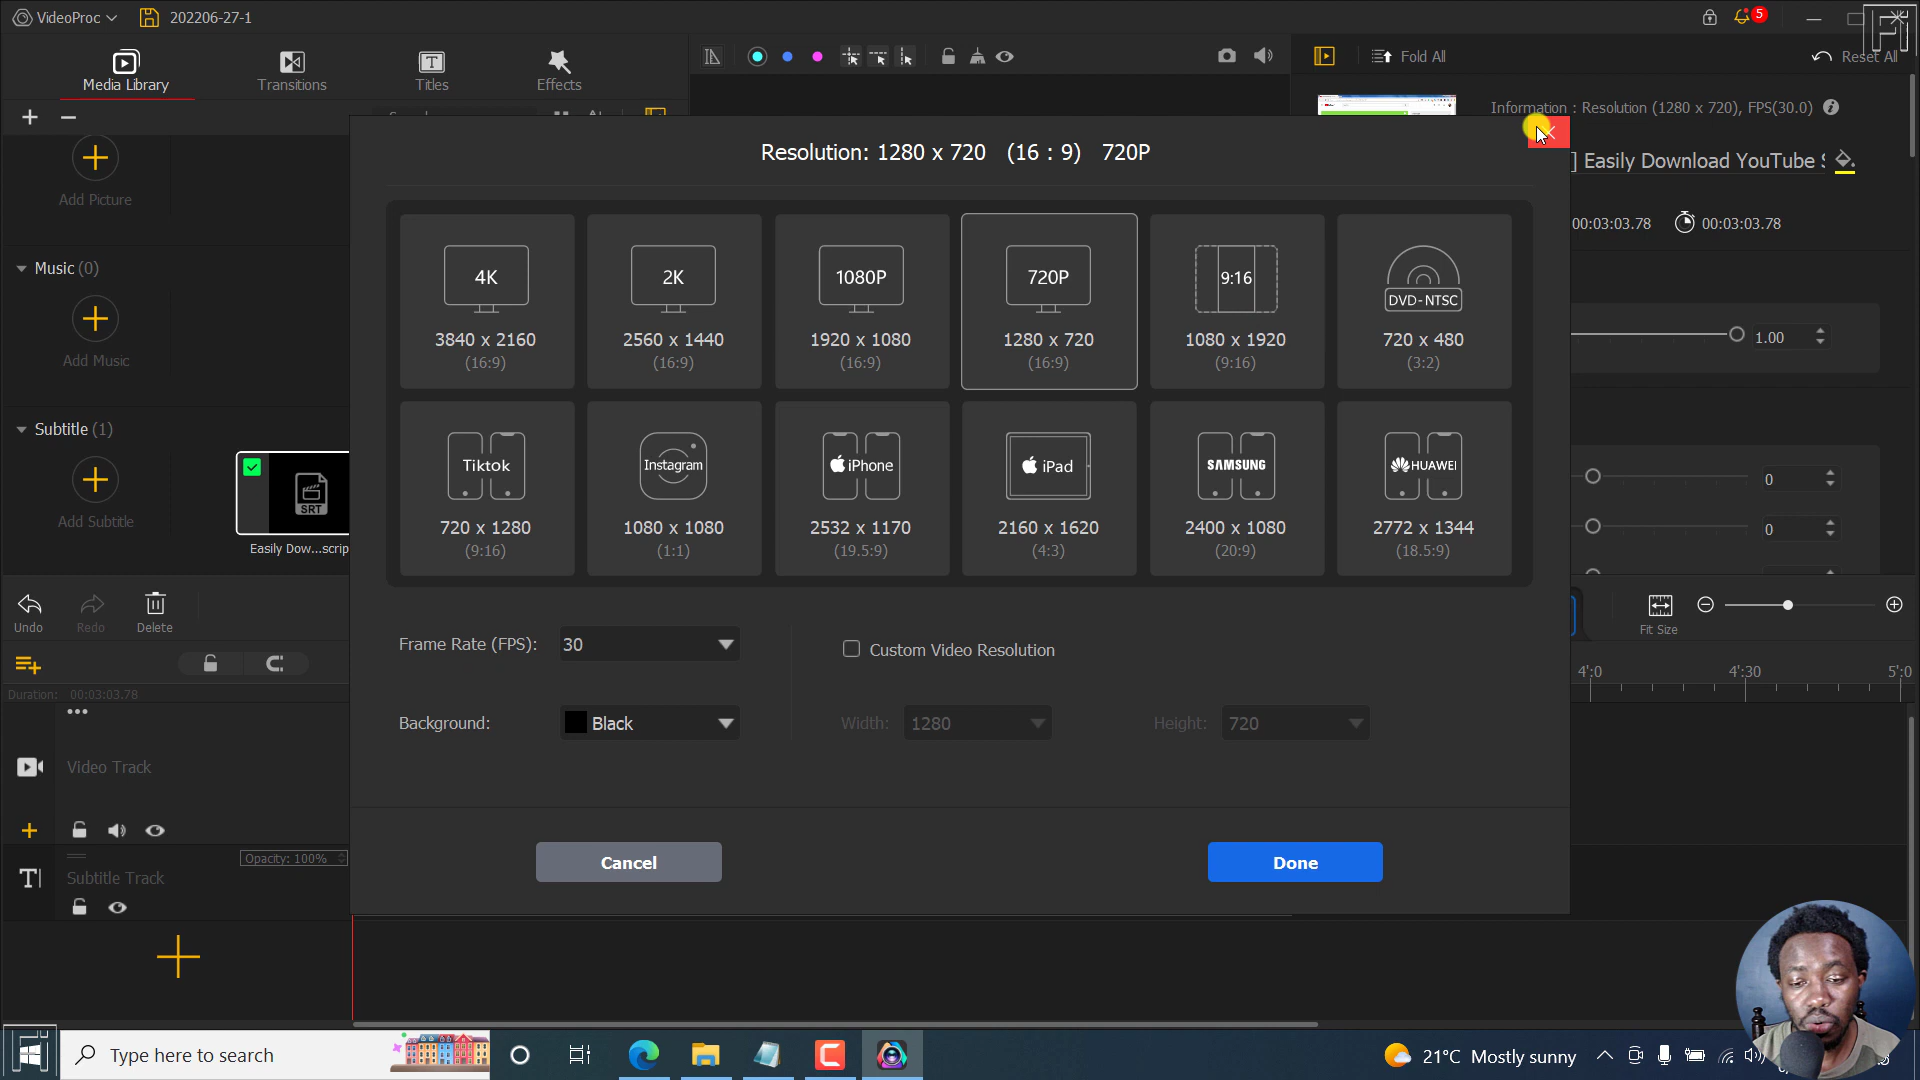 VideoProc
202206-27-1
5
Media Library
Transitions
Titles
Effects
Fold All
Reset All
Information : Resolution (1280 x 720), FPS(30.0)
] Easily Download YouTube
00:03:03.78
00:03:03.78
1.00
0
0
Add Picture
Music (0)
Add Music
Subtitle (1)
Add Subtitle
SRT
Easily Dow...scrip
Resolution: 1280 x 720 (16 : 9) 720P
4K
3840 x 2160
(16:9)
2K
2560 x 1440
(16:9)
1080P
1920 x 1080
(16:9)
720P
1280 x 720
(16:9)
9:16
1080 x 1920
(9:16)
DVD-NTSC
720 x 480
(3:2)
Tiktok
720 x 1280
(9:16)
Instagram
1080 x 1080
(1:1)
iPhone
2532 x 1170
(19.5:9)
iPad
2160 x 1620
(4:3)
SAMSUNG
2400 x 1080
(20:9)
HUAWEI
2772 x 1344
(18.5:9)
Frame Rate (FPS): 30
Custom Video Resolution
Background: Black
Width: 1280
Height: 720
Cancel
Done
Undo
Redo
Delete
Fit Size
4':0
4':30
5':0
Duration: 00:03:03.78
Video Track
Opacity: 100%
Subtitle Track
Type here to search
21°C Mostly sunny